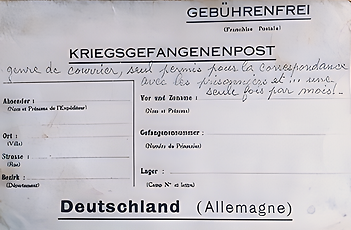 GEBÜHRENFREI
(Franchise Postale)
KRIEGSGEFANGENENPOST
genre de courrier, seul permis pour la correspondance
avec les prisonniers et ... une
seule fois par mois!
Absender :
(Nom et Prénoms de l'Expéditeur)
Ort :
(Ville)
Strasse :
(Rue)
Bezirk :
(Département)
Vor und Zuname :
(Nom et Prénom)
Gefangenennummer :
(Numéro du Prisonnier)
Lager :
(Camp N° et lettre)
Deutschland (Allemagne)